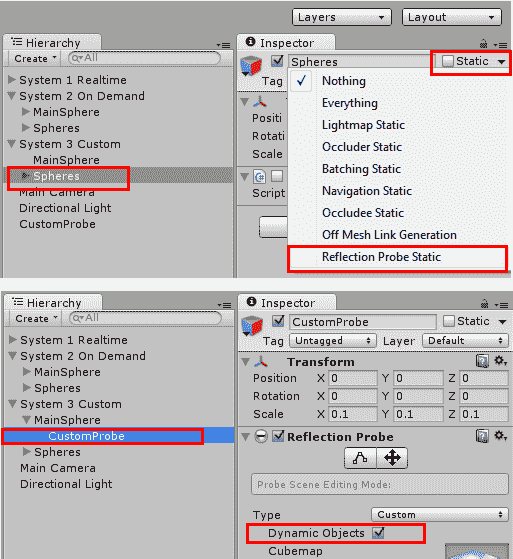 Layers Layout
Hierarchy Inspector
Create All Spheres Static
System 1 Realtime Tag Nothing
System 2 On Demand Everything
MainSphere Positi Lightmap Static
Spheres Rotati Occluder Static
System 3 Custom Scale Batching Static
MainSphere Navigation Static
Spheres Script Occludee Static
Main Camera Off Mesh Link Generation
Directional Light Reflection Probe Static
CustomProbe
Hierarchy Inspector
Create All CustomProbe Static
System 1 Realtime Tag Untagged Layer Default
System 2 On Demand Transform
MainSphere Position X 0 Y 0 Z 0
Spheres Rotation X 0 Y 0 Z 0
System 3 Custom Scale X 0.1 Y 0.1 Z 0.1
MainSphere
CustomProbe Reflection Probe
Spheres
Main Camera
Directional Light Probe Scene Editing Mode:
Type Custom
Dynamic Objects
Cubemap